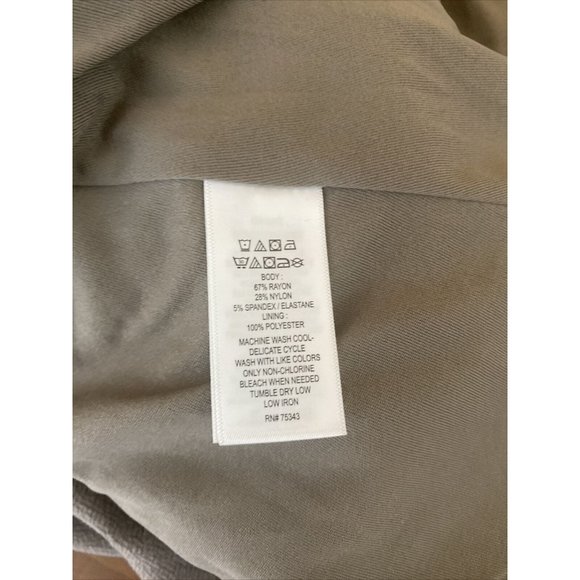 BODY :
67% RAYON
28% NYLON
5% SPANDEX / ELASTANE
LINING :
100% POLYESTER
MACHINE WASH COOL-
DELICATE CYCLE
WASH WITH LIKE COLORS
ONLY NON-CHLORINE
BLEACH WHEN NEEDED
TUMBLE DRY LOW
LOW IRON
RN# 75343